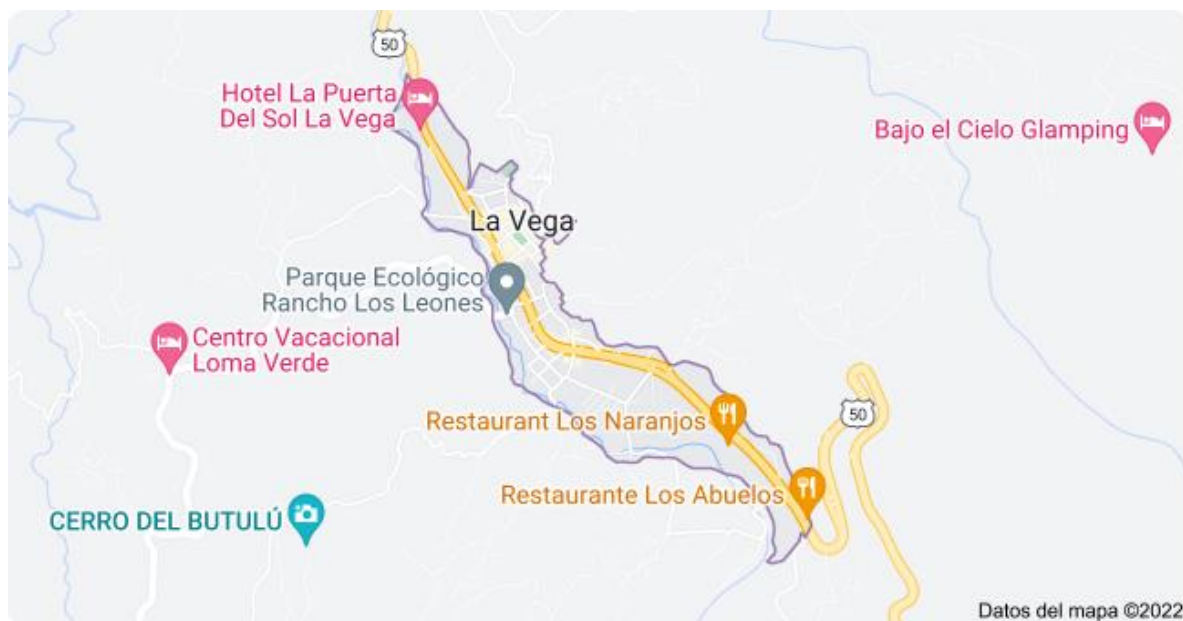 50
Hotel La Puerta
Del Sol La Vega
Bajo el Cielo Glamping
La Vega
Parque Ecológico
Rancho Los Leones
Centro Vacacional
Loma Verde
Restaurant Los Naranjos
50
Restaurante Los Abuelos
CERRO DEL BUTULÚ
Datos del mapa ©2022